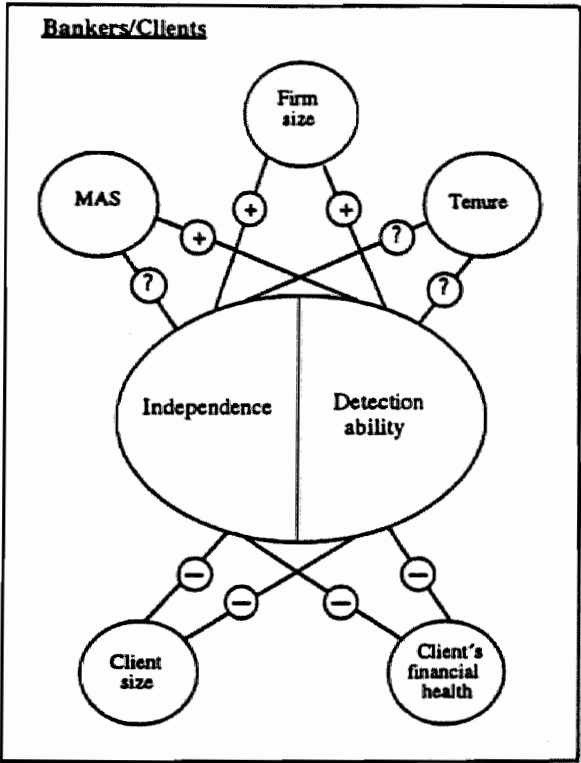 Bankers/Clients
Firm
size
MAS
Tenure
+
+
+
?
?
?
Independence
Detection
ability
−
−
−
−
Client
size
Client's
financial
health